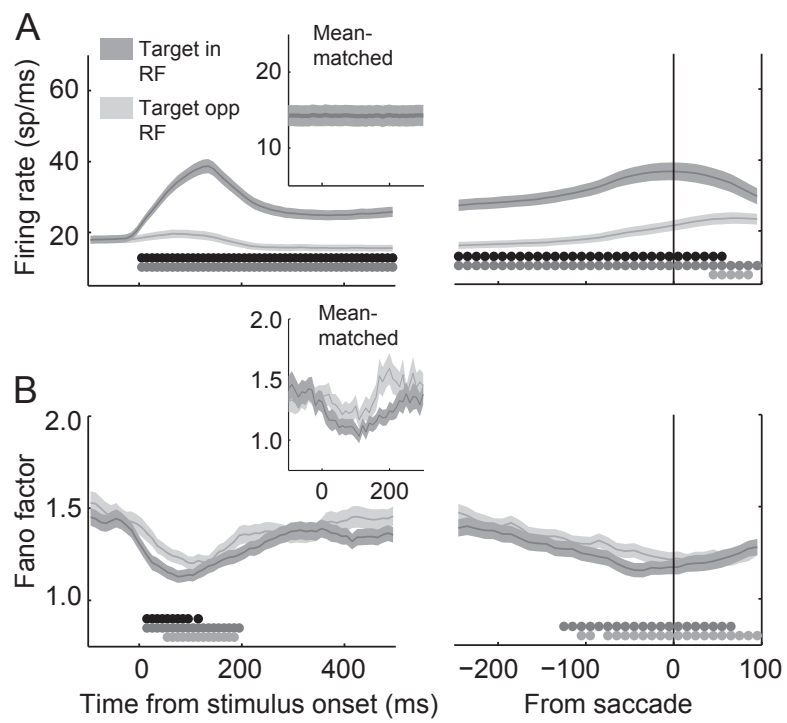 A
Firing rate (sp/ms)
60
40
20
Target in
RF
Target opp
RF
Mean-
matched
20
10
B
Fano factor
2.0
1.5
1.0
Mean-
matched
2.0
1.5
1.0
0 200
0 200 400
Time from stimulus onset (ms)
−200 −100 0 100
From saccade